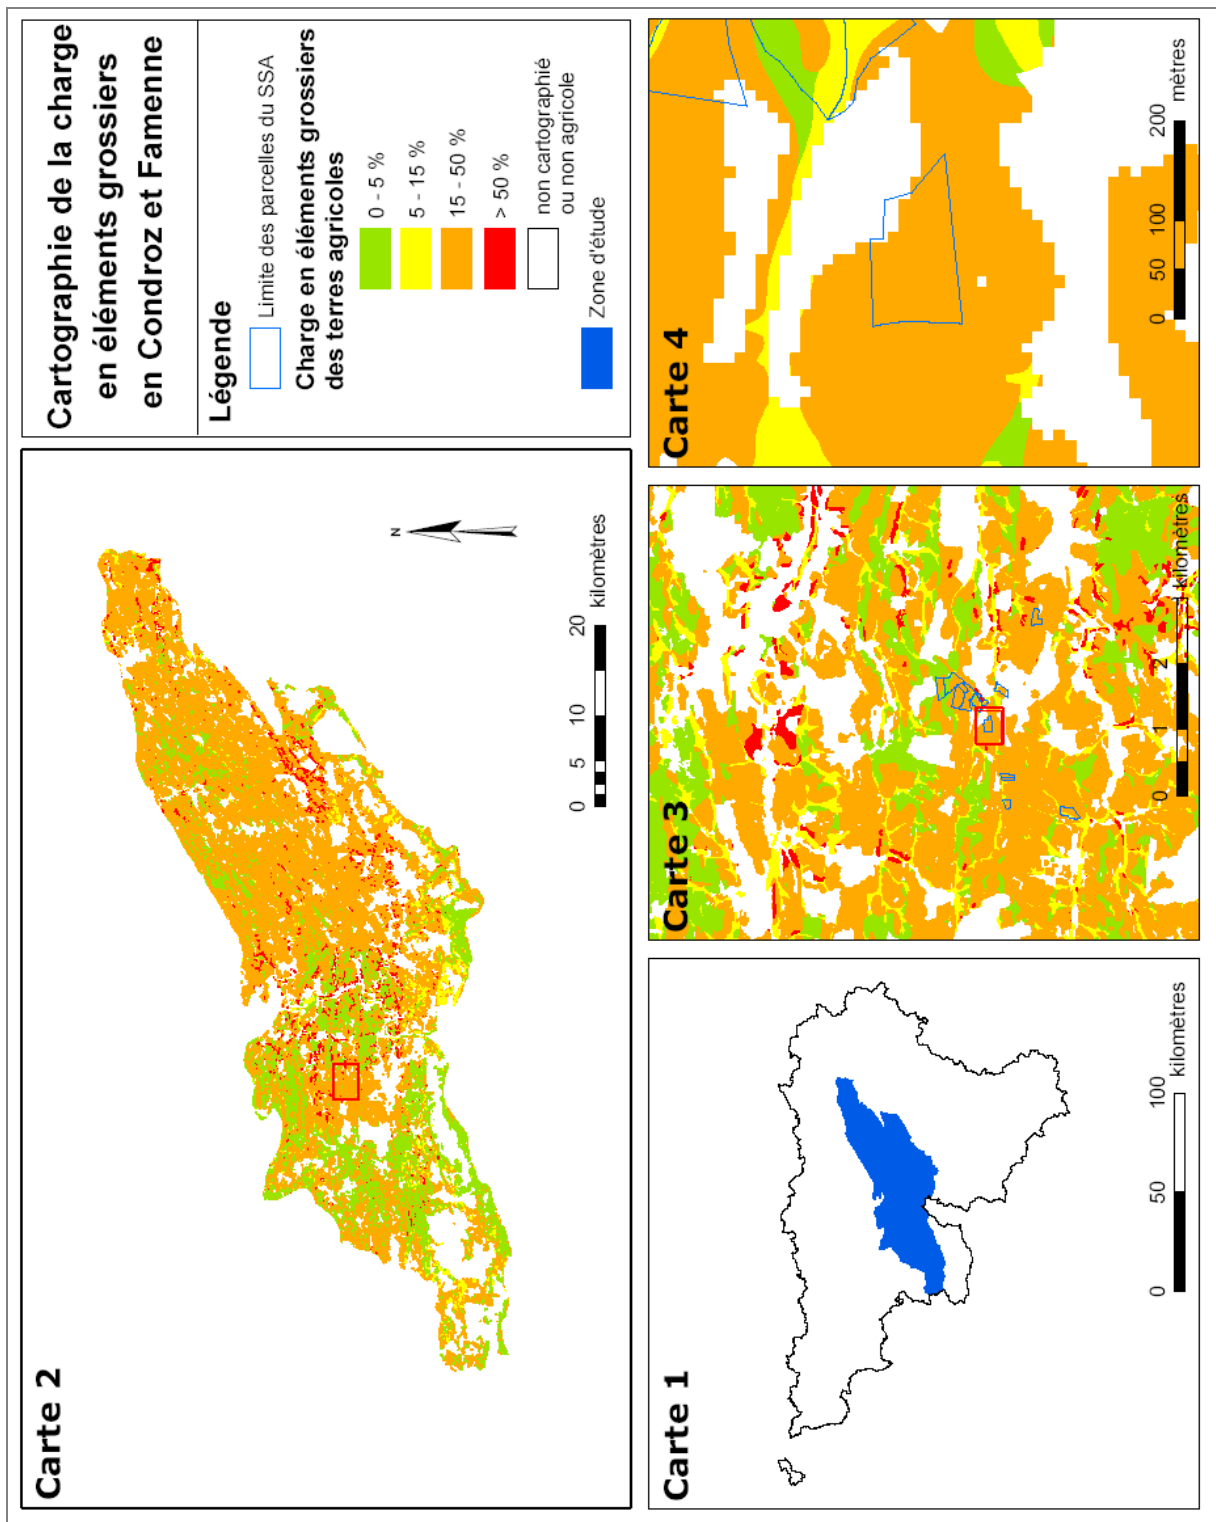 Cartographie de la charge
en éléments grossiers
en Condroz et Famenne
Légende
Limite des parcelles du SSA
Charge en éléments grossiers
des terres agricoles
0 - 5 %
5 - 15 %
15 - 50 %
> 50 %
non cartographié
ou non agricole
Zone d'étude
Carte 2
N
0 5 10 20
kilomètres
Carte 1
0 50 100
kilomètres
Carte 3
0 1 2
kilomètres
Carte 4
0 50 100 200
mètres